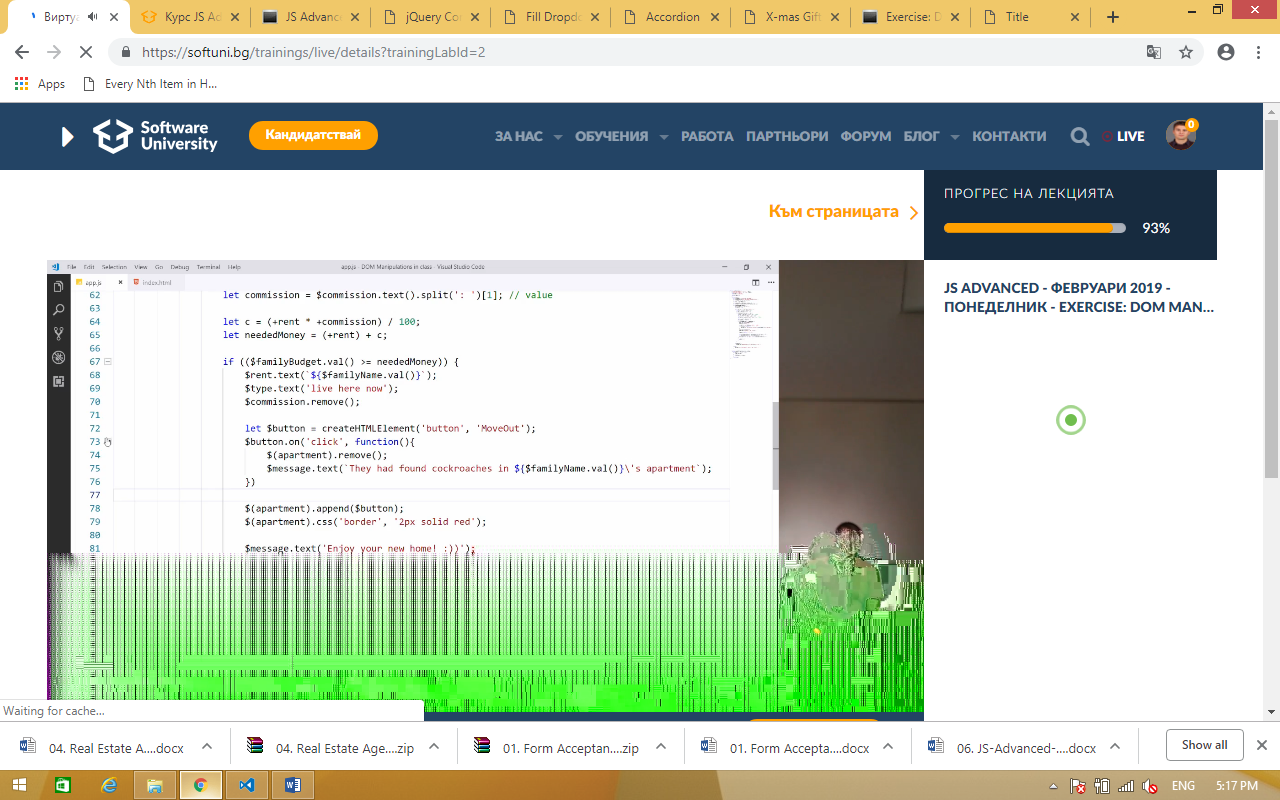 Виртуа
Курс JS Ad
JS Advanc
jQuery Co
Fill Dropdo
Accordion
X-mas Gift
Exercise: D
Title
https://softuni.bg/trainings/live/details?trainingLabId=2
Apps
Every Nth Item in H...
Software University
Кандидатствай
ЗА НАС
ОБУЧЕНИЯ
РАБОТА
ПАРТНЬОРИ
ФОРУМ
БЛОГ
КОНТАКТИ
LIVE
0
Към страницата
ПРОГРЕС НА ЛЕКЦИЯТА
93%
JS ADVANCED - ФЕВРУАРИ 2019 -
ПОНЕДЕЛНИК - EXERCISE: DOM MAN...
File Edit Selection View Go Debug Terminal Help
app.js - DOM Manipulations in class - Visual Studio Code
app.js
index.html
62 let commission = $commission.text().split(': ')[1]; // value
63
64 let c = (+rent * +commission) / 100;
65 let neededMoney = (+rent) + c;
66
67 if (($familyBudget.val() >= neededMoney)) {
68 $rent.text(`${$familyName.val()}`);
69 $type.text('live here now');
70 $commission.remove();
71
72 let $button = createHTMLElement('button', 'MoveOut');
73 $button.on('click', function(){
74 $(apartment).remove();
75 $message.text(`They had found cockroaches in ${$familyName.val()}\'s apartment`);
76 })
77
78 $(apartment).append($button);
79 $(apartment).css('border', '2px solid red');
80
81 $message.text('Enjoy your new home! :))');
Waiting for cache...
04. Real Estate A....docx
04. Real Estate Age....zip
01. Form Acceptan....zip
01. Form Accepta....docx
06. JS-Advanced-....docx
Show all
ENG
5:17 PM